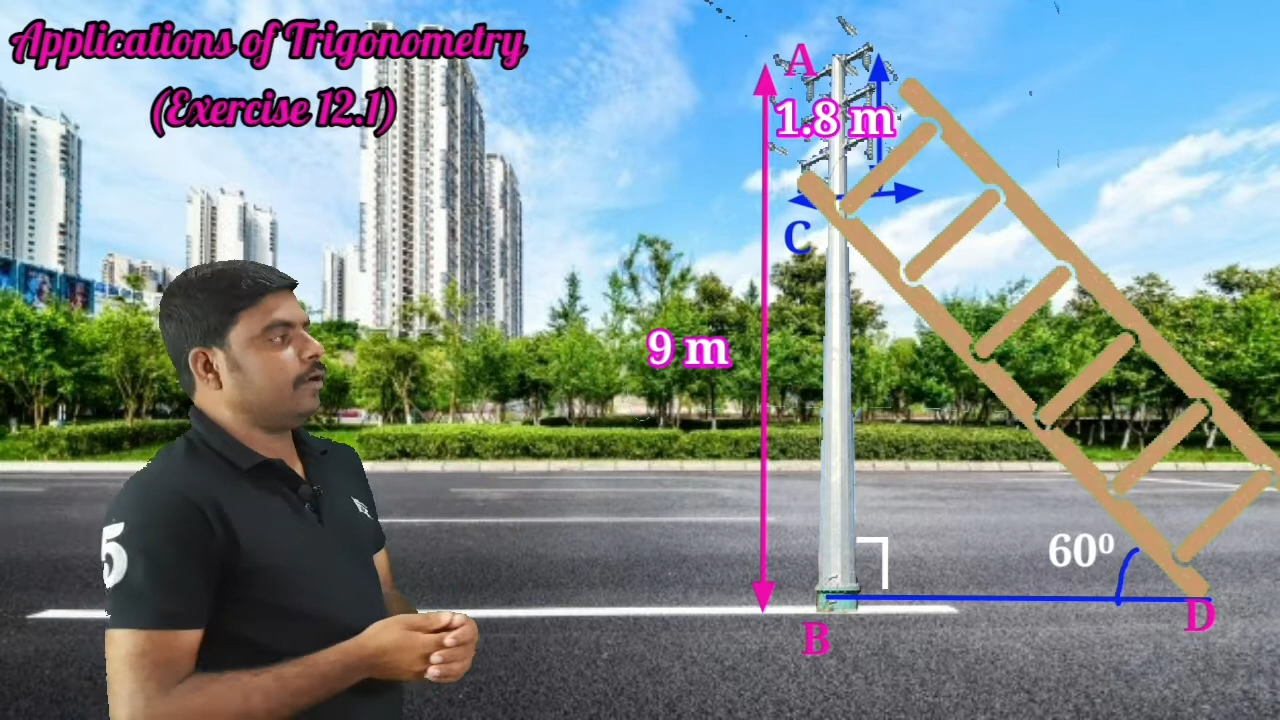 Applications of Trigonometry
(Exercise 12.1)
A
1.8 m
C
9 m
60⁰
B
D
5